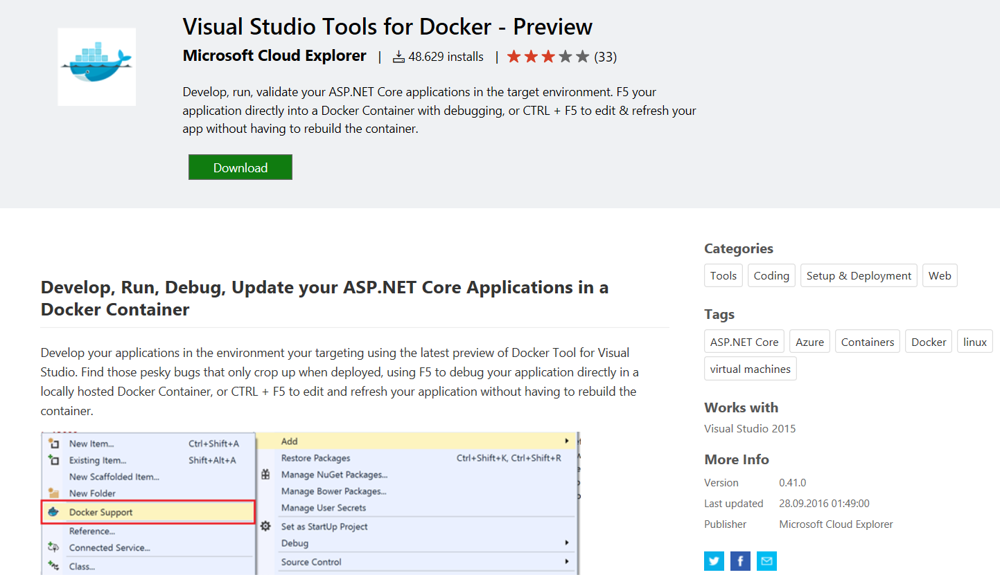 Visual Studio Tools for Docker - Preview
Microsoft Cloud Explorer | 48.629 installs | (33)
Develop, run, validate your ASP.NET Core applications in the target environment. F5 your
application directly into a Docker Container with debugging, or CTRL + F5 to edit & refresh your
app without having to rebuild the container.
Download
Develop, Run, Debug, Update your ASP.NET Core Applications in a
Docker Container
Develop your applications in the environment your targeting using the latest preview of Docker Tool for Visual
Studio. Find those pesky bugs that only crop up when deployed, using F5 to debug your application directly in a
locally hosted Docker Container, or CTRL + F5 to edit and refresh your application without having to rebuild the
container.
New Item... Ctrl+Shift+A
Existing Item... Shift+Alt+A
New Scaffolded Item...
New Folder
Docker Support
Reference...
Connected Service...
Class...
Add
Restore Packages Ctrl+Shift+K, Ctrl+Shift+R
Manage NuGet Packages...
Manage Bower Packages...
Manage User Secrets
Set as StartUp Project
Debug
Source Control
Categories
Tools Coding Setup & Deployment Web
Tags
ASP.NET Core Azure Containers Docker linux
virtual machines
Works with
Visual Studio 2015
More Info
Version 0.41.0
Last updated 28.09.2016 01:49:00
Publisher Microsoft Cloud Explorer